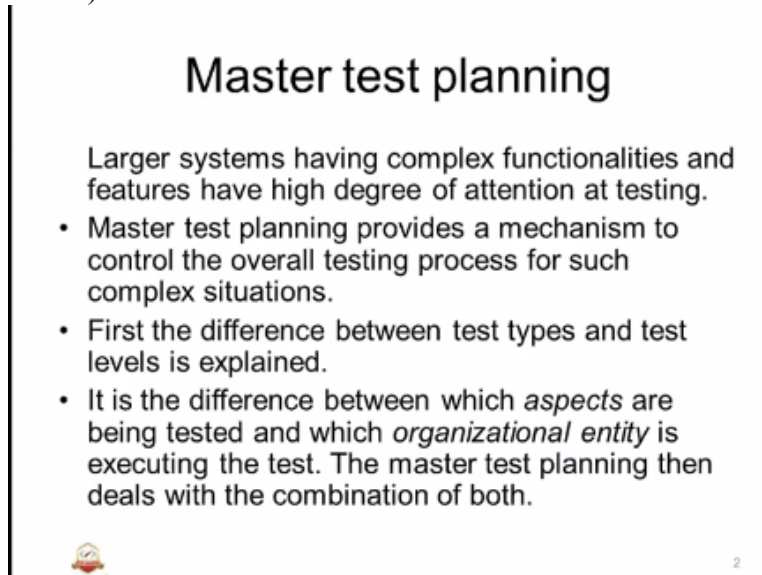 Master test planning
Larger systems having complex functionalities and
features have high degree of attention at testing.
• Master test planning provides a mechanism to
control the overall testing process for such
complex situations.
• First the difference between test types and test
levels is explained.
• It is the difference between which aspects are
being tested and which organizational entity is
executing the test. The master test planning then
deals with the combination of both.
2